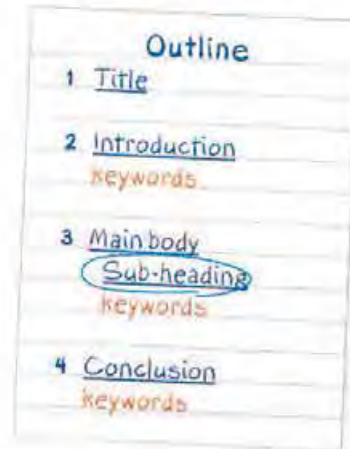 Outline
1 Title
2 Introduction
keywords
3 Main body
Sub-heading
keywords
4 Conclusion
keywords